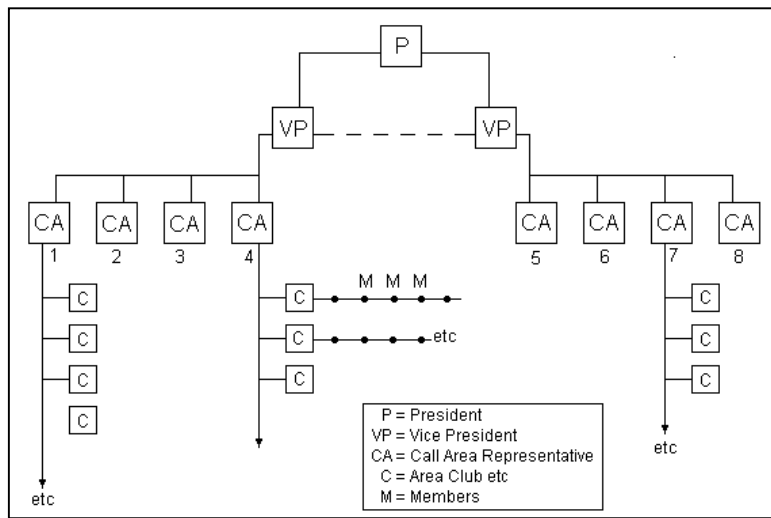 P
VP VP
CA CA CA CA CA CA CA CA
1 2 3 4 5 6 7 8
M M M
C C C
C C etc C
C C C
C
etc
etc
P = President
VP = Vice President
CA = Call Area Representative
C = Area Club etc
M = Members